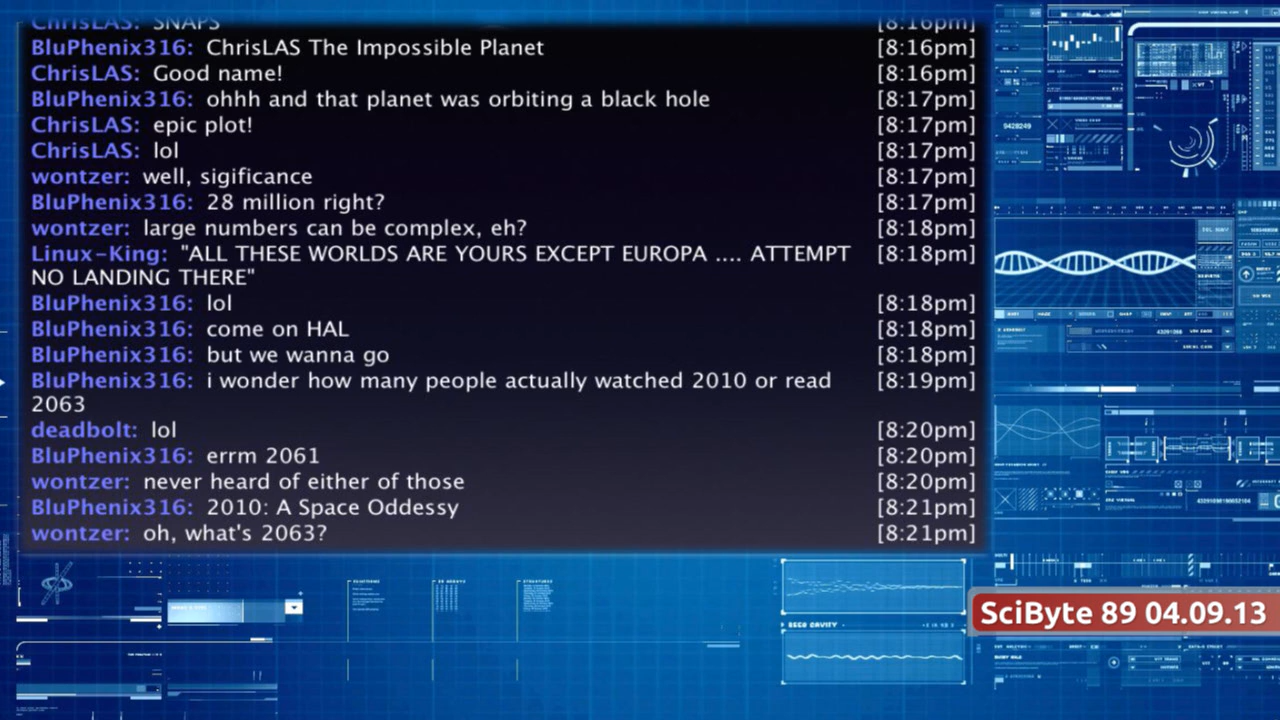 ChrisLAS: SNAPS [8:16pm]
BluPhenix316: ChrisLAS The Impossible Planet [8:16pm]
ChrisLAS: Good name! [8:16pm]
BluPhenix316: ohhh and that planet was orbiting a black hole [8:17pm]
ChrisLAS: epic plot! [8:17pm]
ChrisLAS: lol [8:17pm]
wontzer: well, sigificance [8:17pm]
BluPhenix316: 28 million right? [8:17pm]
wontzer: large numbers can be complex, eh? [8:18pm]
Linux-King: "ALL THESE WORLDS ARE YOURS EXCEPT EUROPA .... ATTEMPT [8:18pm]
NO LANDING THERE"
BluPhenix316: lol [8:18pm]
BluPhenix316: come on HAL [8:18pm]
BluPhenix316: but we wanna go [8:18pm]
BluPhenix316: i wonder how many people actually watched 2010 or read [8:19pm]
2063
deadbolt: lol [8:20pm]
BluPhenix316: errm 2061 [8:20pm]
wontzer: never heard of either of those [8:20pm]
BluPhenix316: 2010: A Space Oddessy [8:21pm]
wontzer: oh, what's 2063? [8:21pm]
0428249
SciByte 89 04.09.13